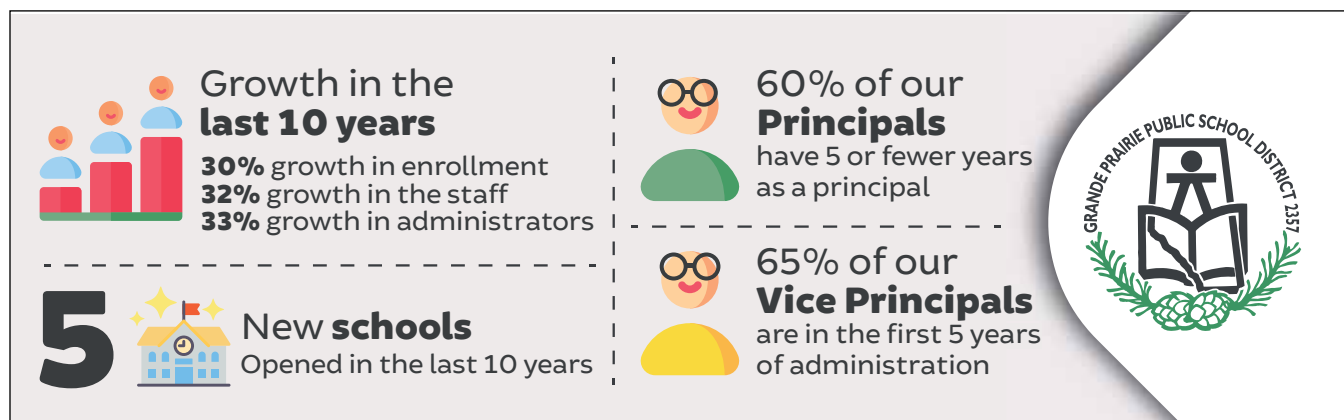 Growth in the
last 10 years
30% growth in enrollment
32% growth in the staff
33% growth in administrators
5
New schools
Opened in the last 10 years
60% of our
Principals
have 5 or fewer years
as a principal
65% of our
Vice Principals
are in the first 5 years
of administration
GRANDE PRAIRIE PUBLIC SCHOOL DISTRICT 2357